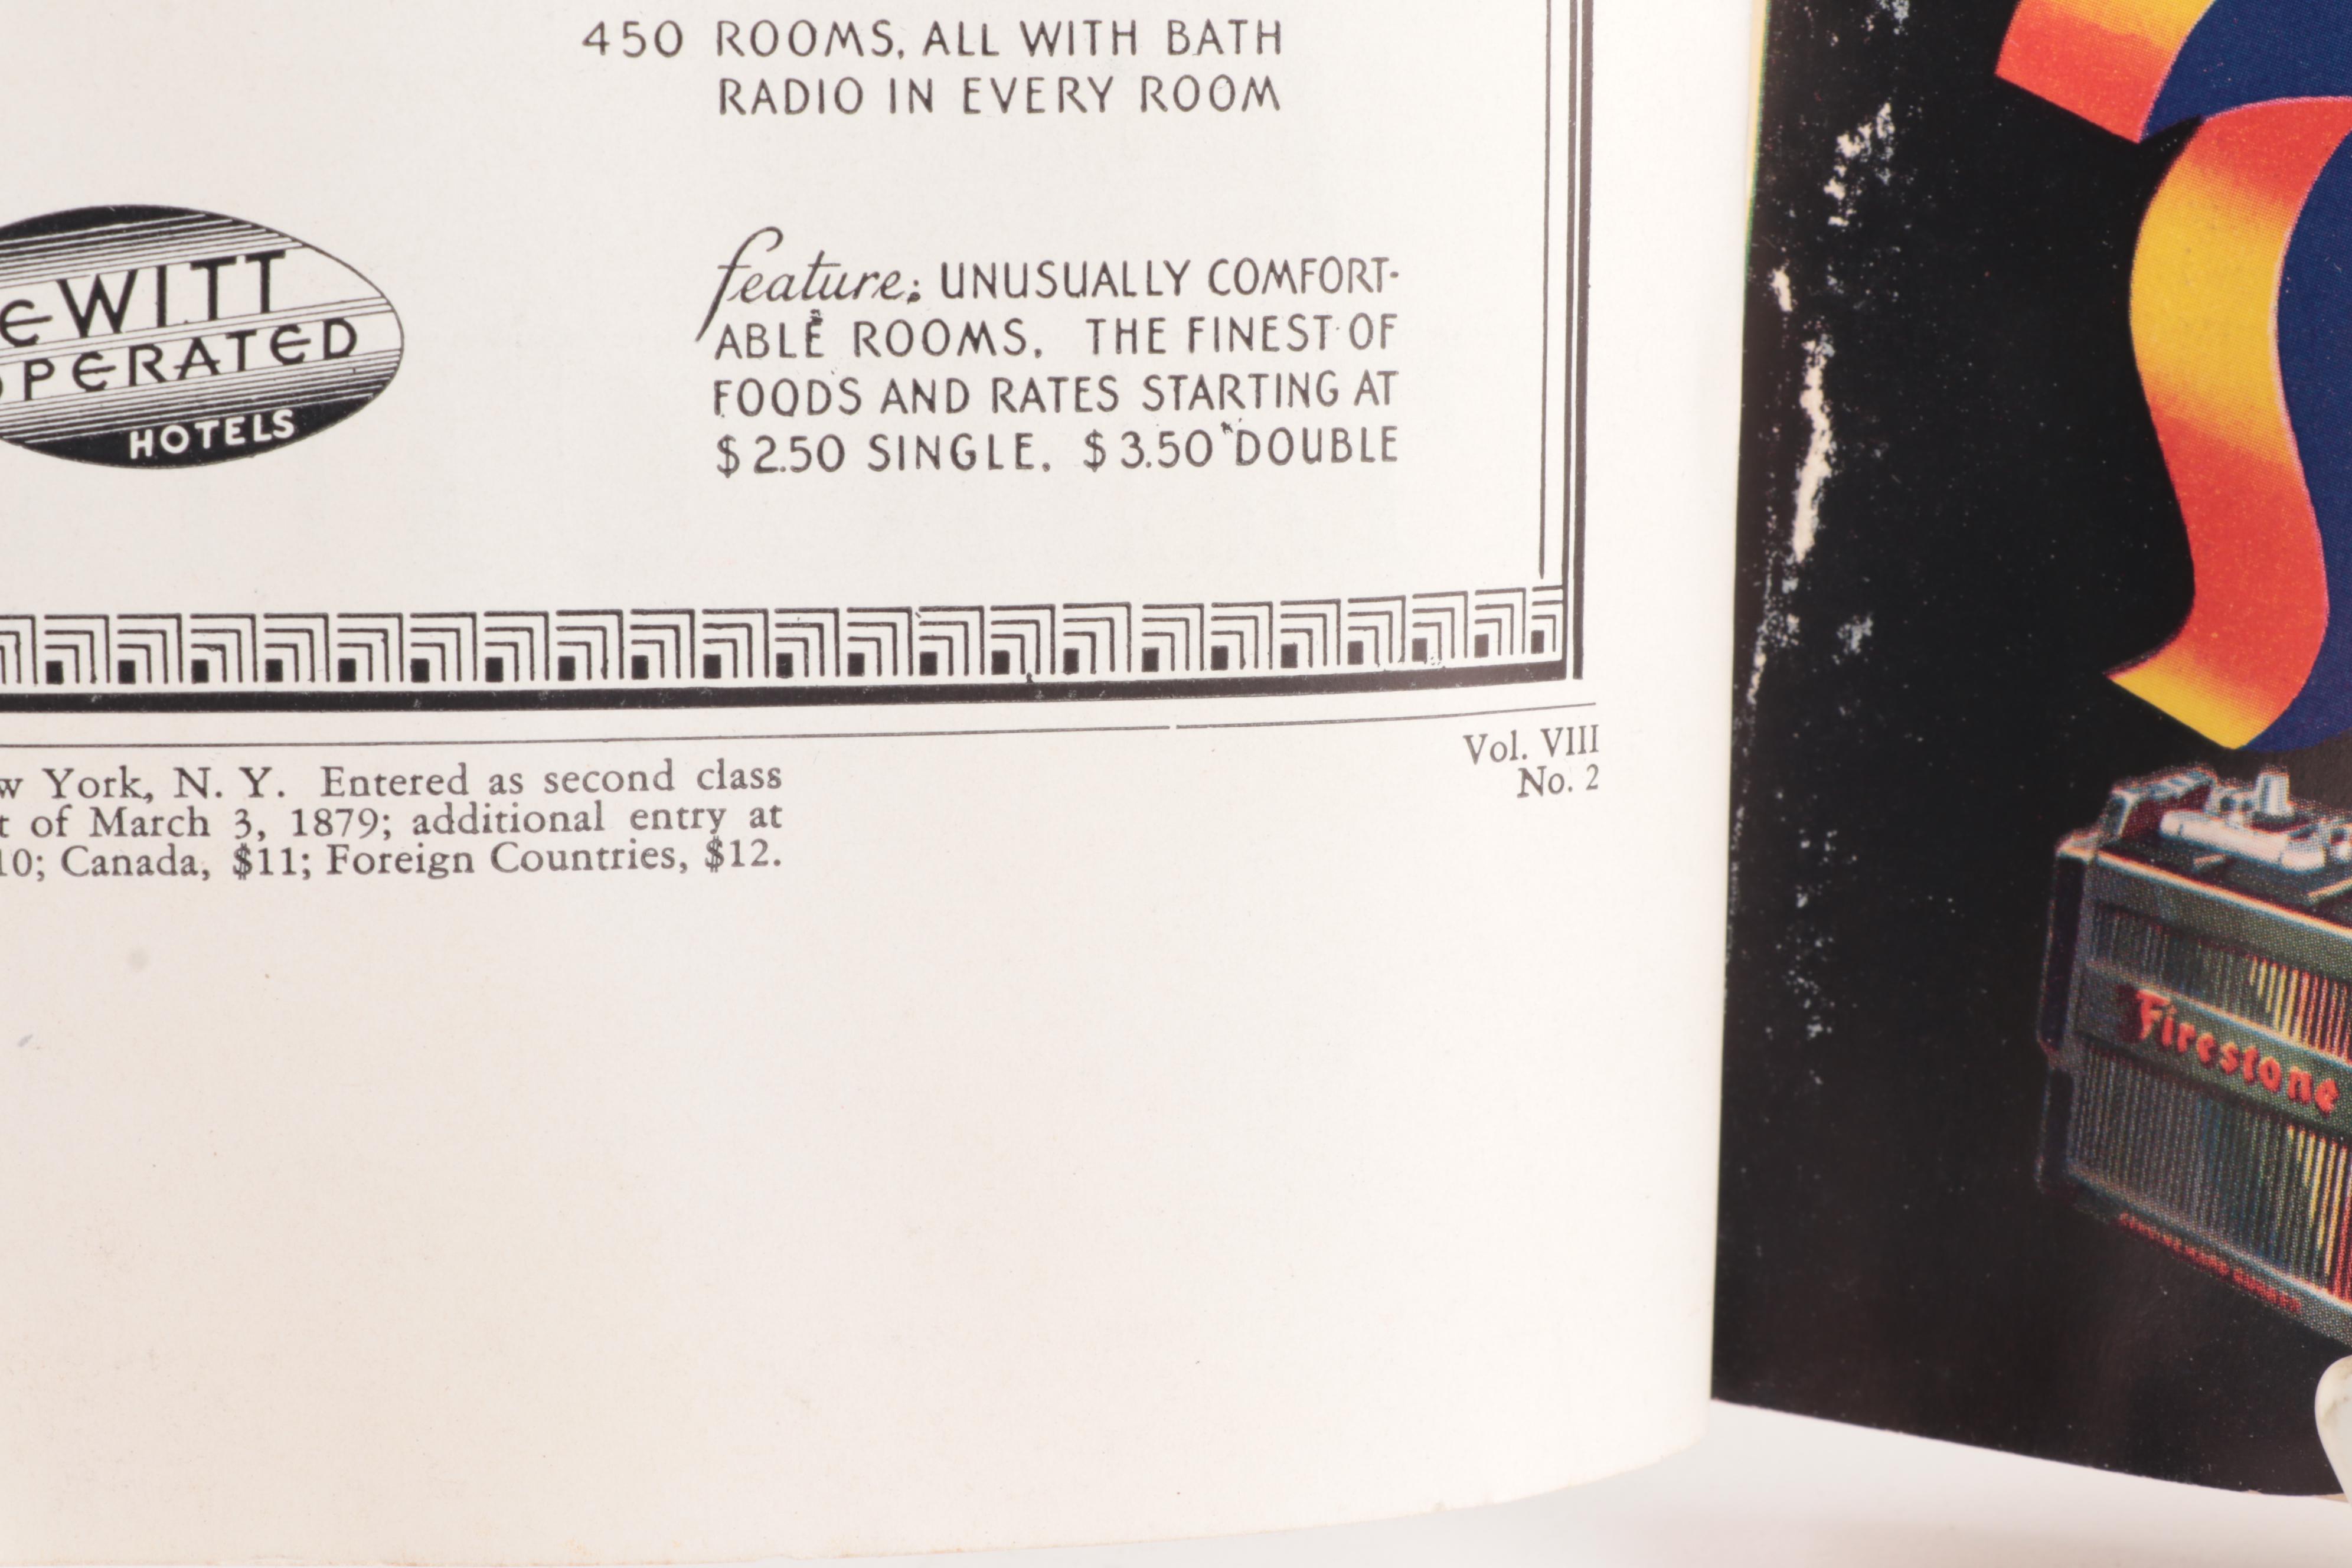 450 ROOMS, ALL WITH BATH
RADIO IN EVERY ROOM
eWITT
OPERATED
HOTELS
feature: UNUSUALLY COMFORT-
ABLE ROOMS. THE FINEST OF
FOODS AND RATES STARTING AT
$2.50 SINGLE. $3.50 DOUBLE
w York, N. Y. Entered as second class
t of March 3, 1879; additional entry at
10; Canada, $11; Foreign Countries, $12.
Vol. VIII
No. 2
Firestone